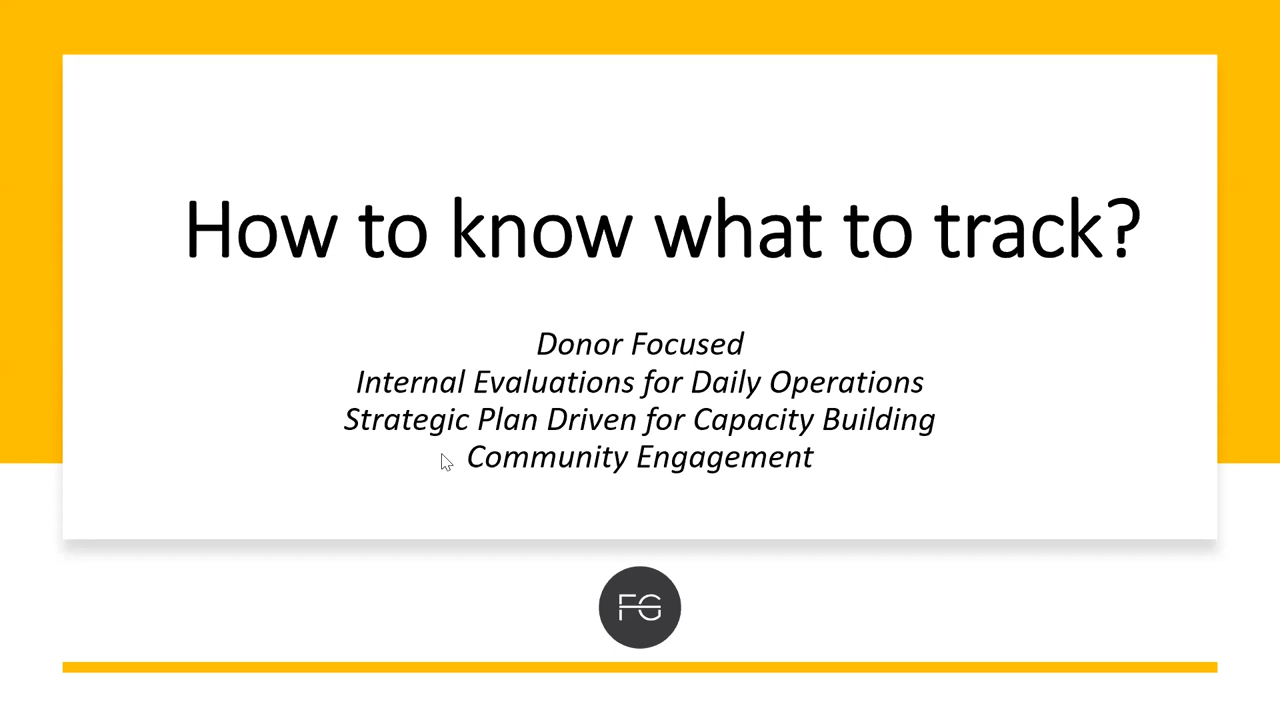 How to know what to track?
Donor Focused
Internal Evaluations for Daily Operations
Strategic Plan Driven for Capacity Building
Community Engagement
FG